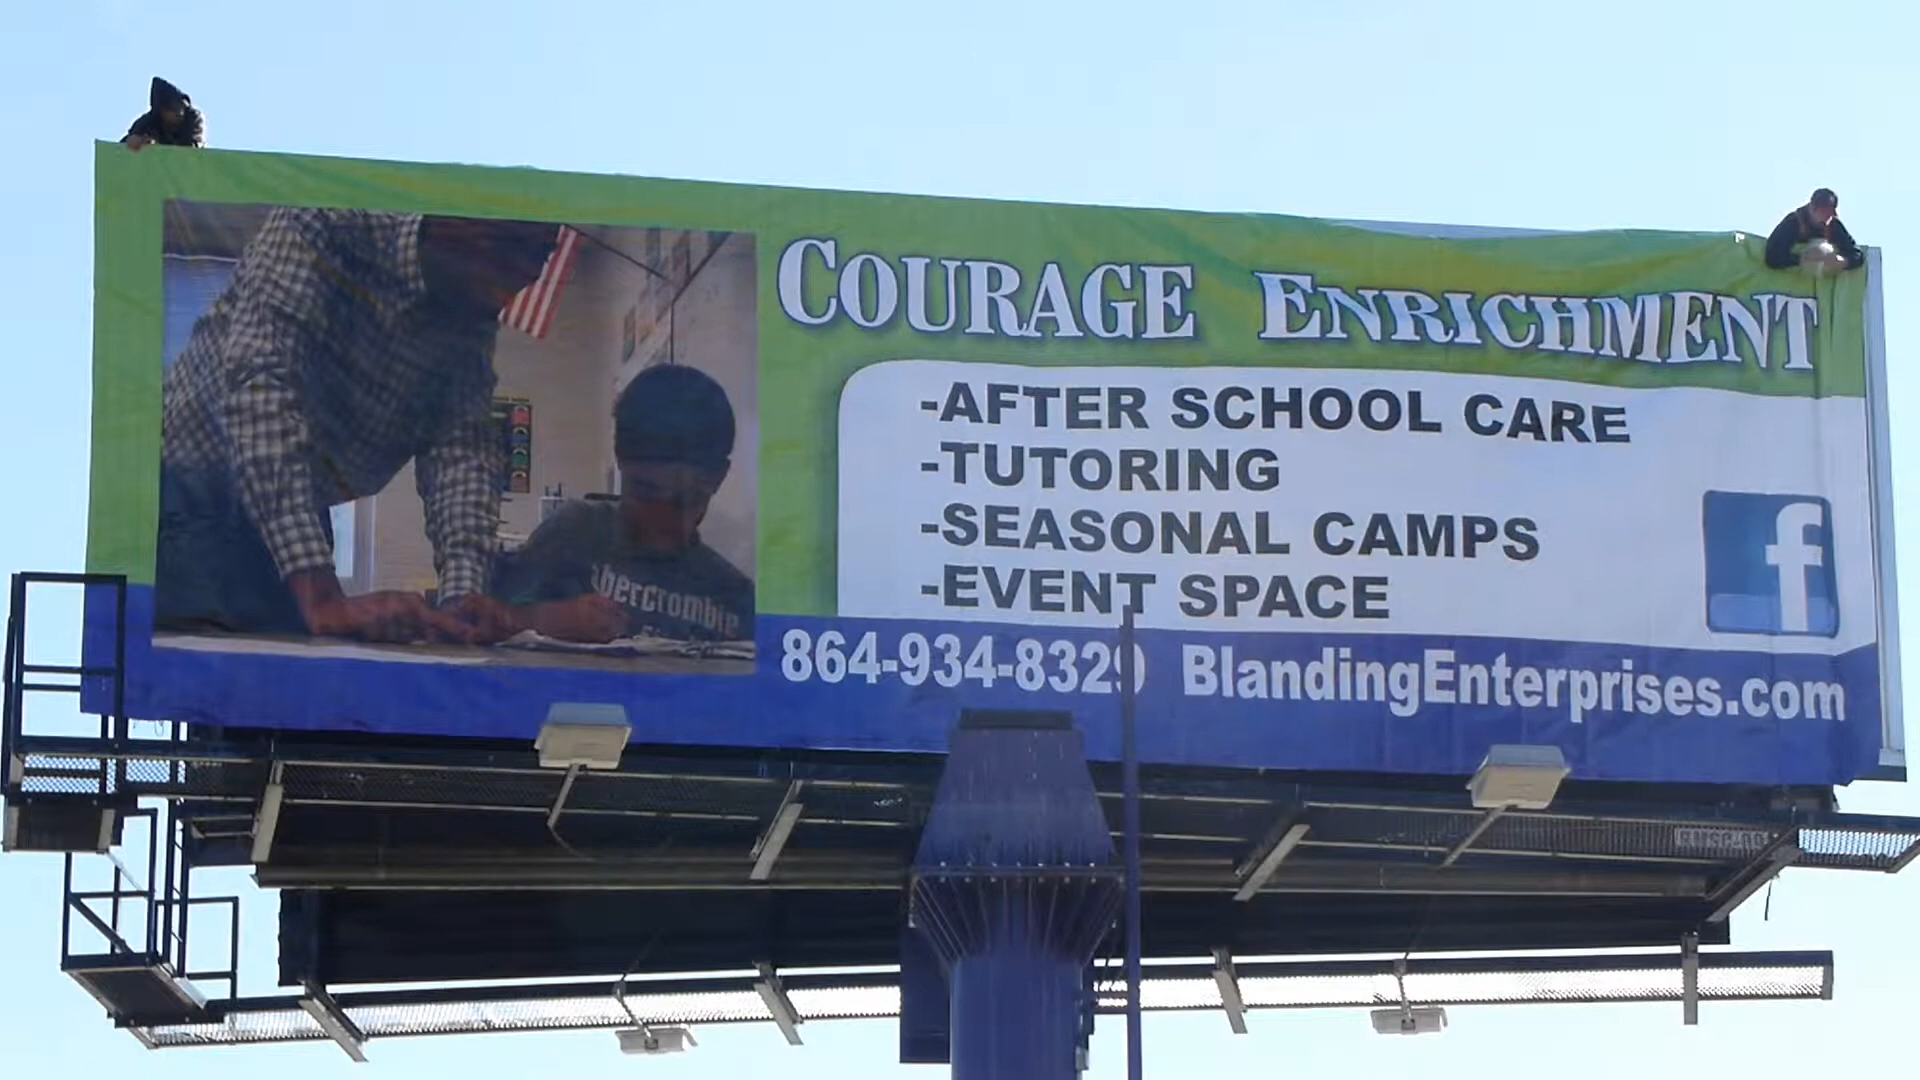 COURAGE ENRICHMENT
-AFTER SCHOOL CARE
-TUTORING
-SEASONAL CAMPS
-EVENT SPACE
f
864-934-8329 BlandingEnterprises.com
abercrombie